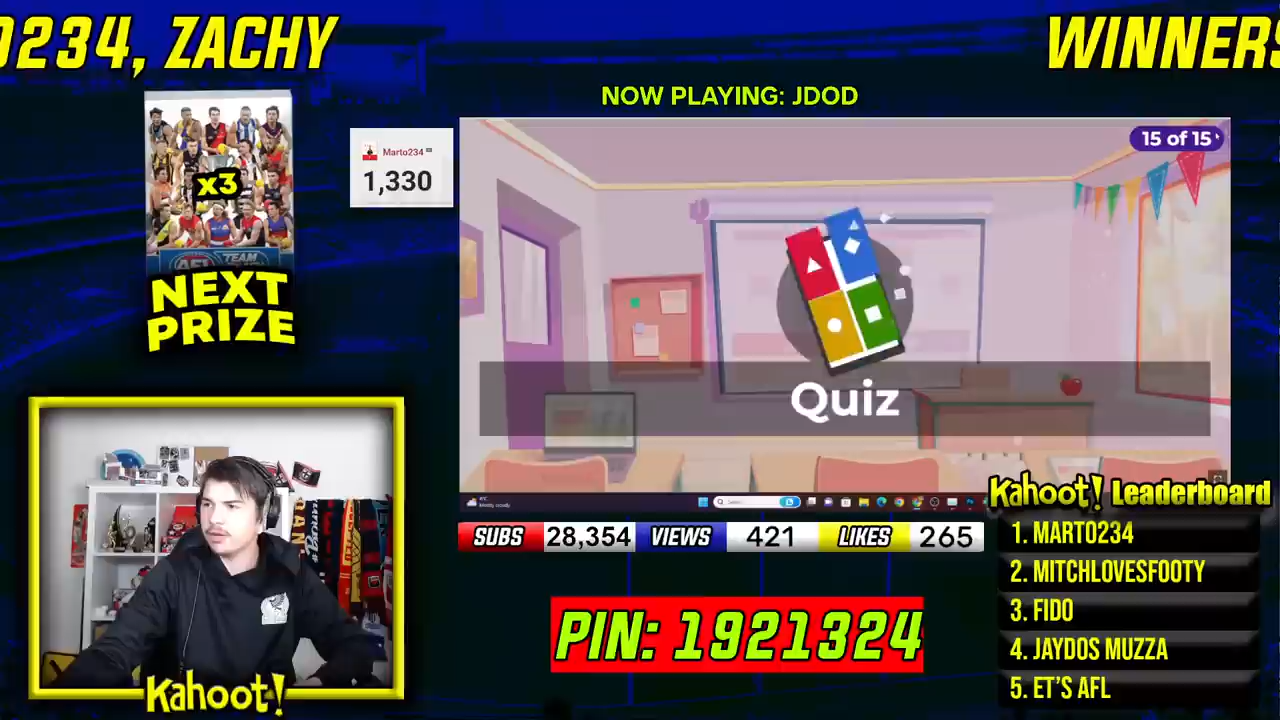 0234, ZACHY
WINNERS
NOW PLAYING: JDOD
x3
AFL TEAM
NEXT
PRIZE
Marto234
1,330
15 of 15
Quiz
Kahoot! Leaderboard
1. MARTO234
2. MITCHLOVESFOOTY
3. FIDO
4. JAYDOS MUZZA
5. ET'S AFL
SUBS 28,354 VIEWS 421 LIKES 265
PIN: 1921324
Kahoot!